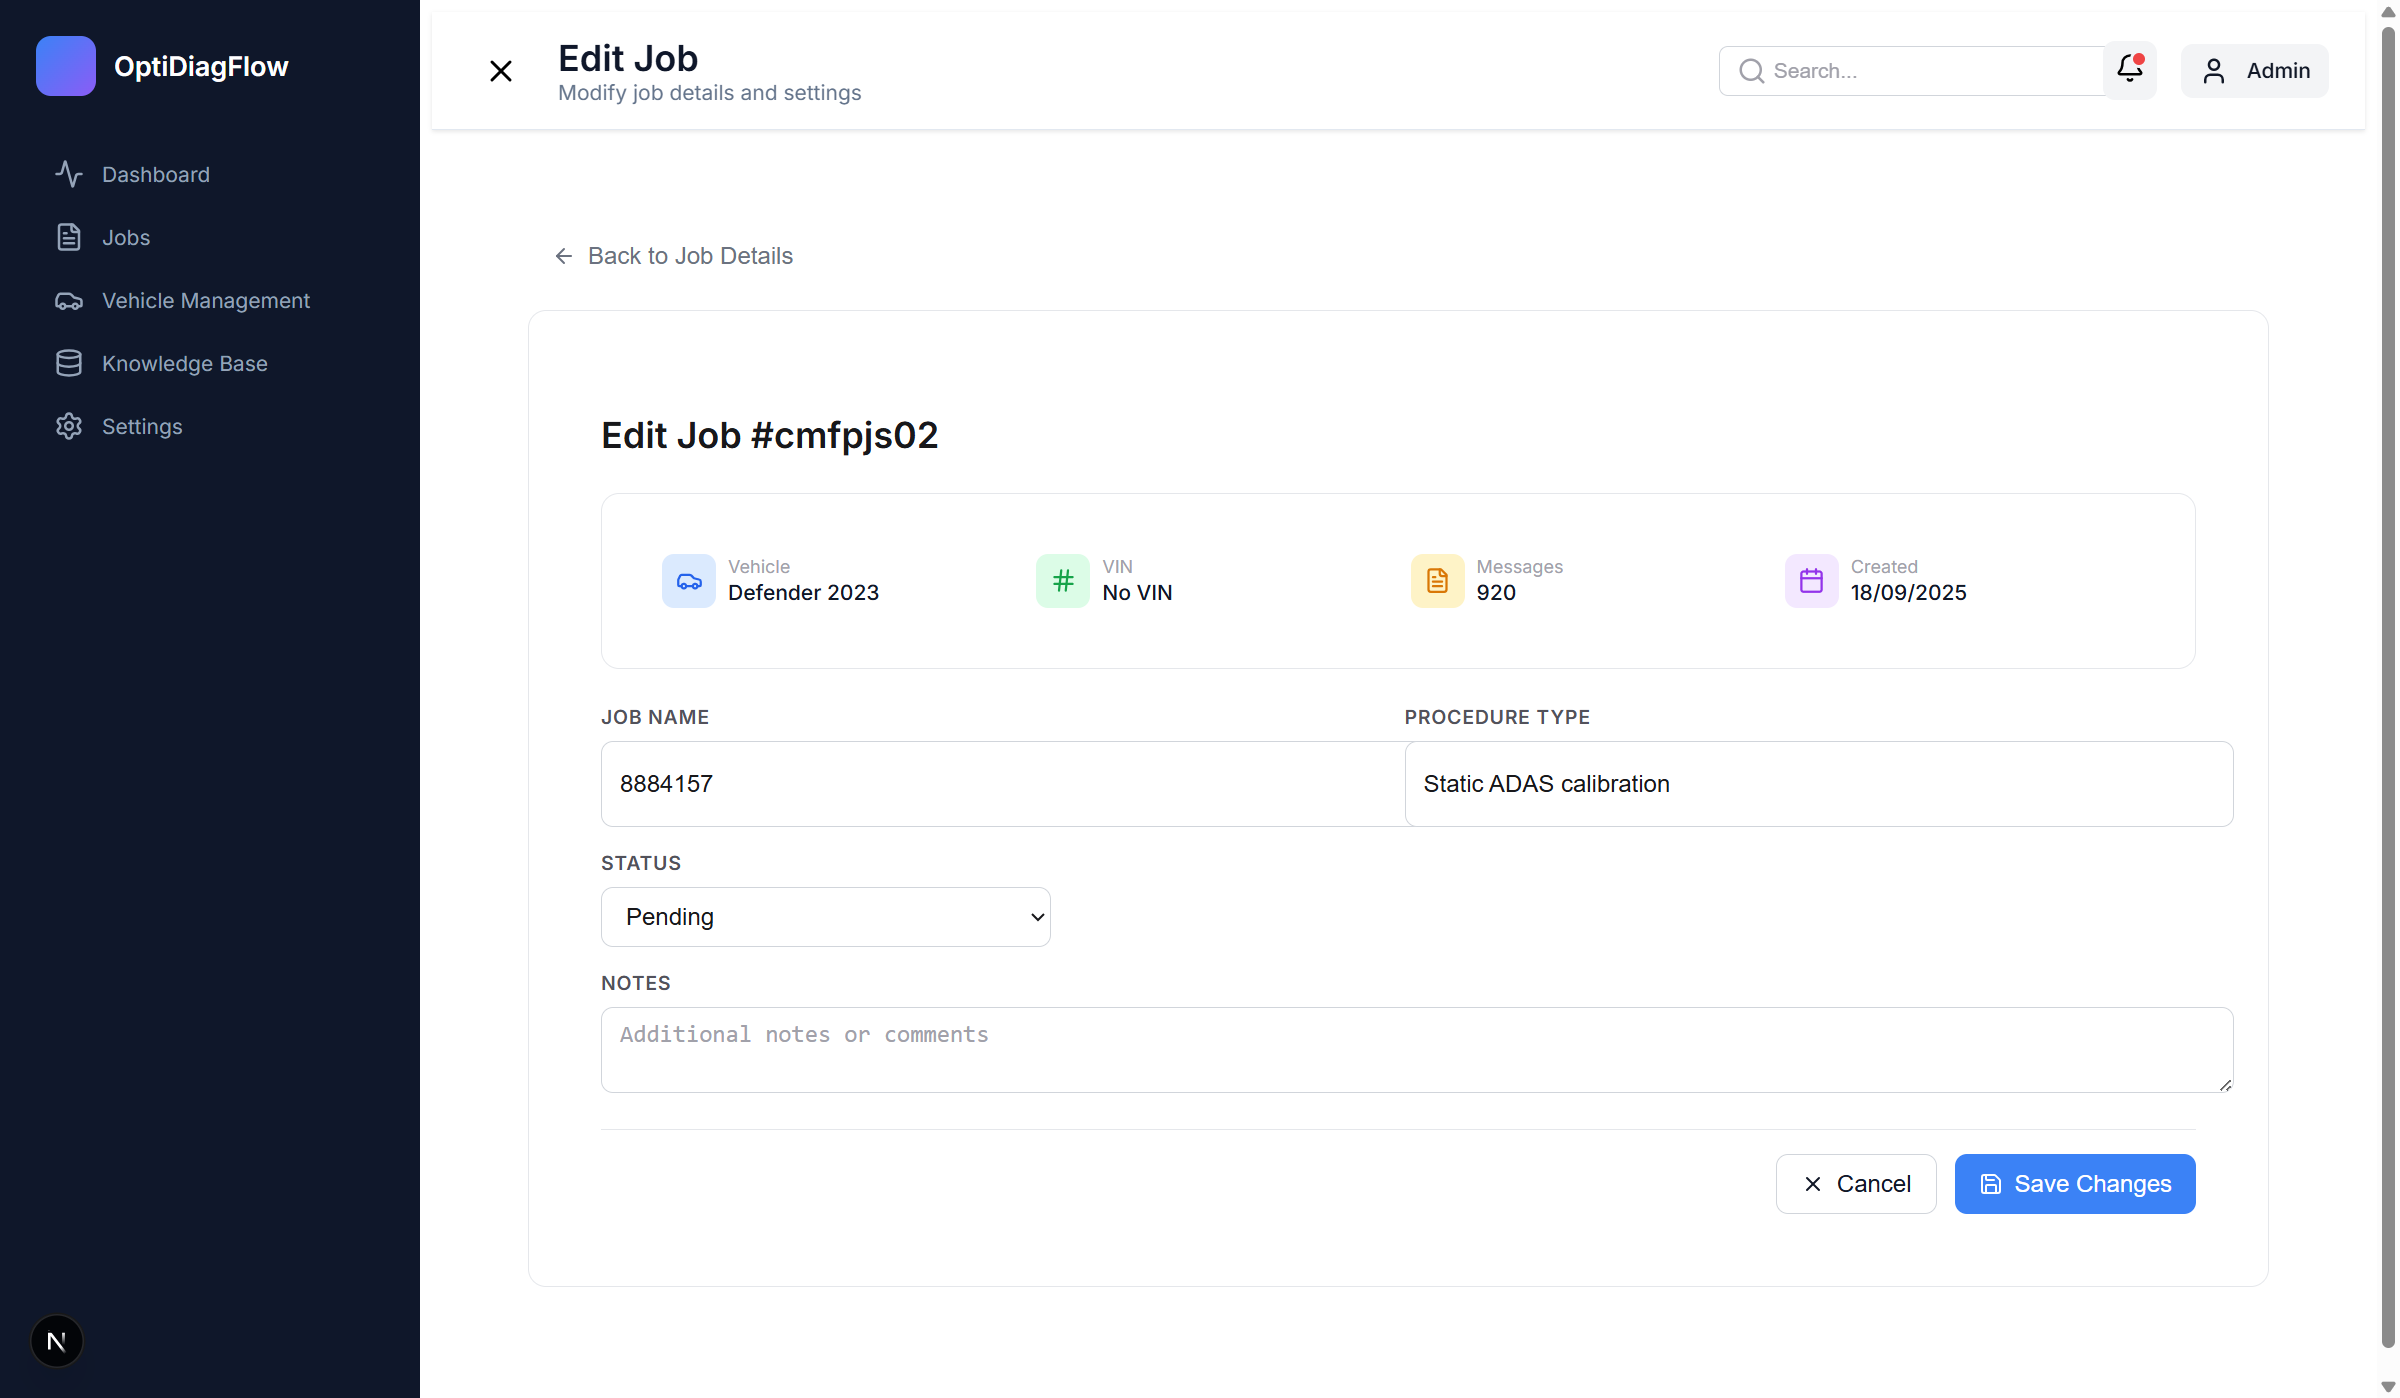 OptiDiagFlow
Dashboard
Jobs
Vehicle Management
Knowledge Base
Settings
Edit Job
Modify job details and settings
Search...
Admin
Back to Job Details
Edit Job #cmfpjs02
Vehicle
Defender 2023
VIN
No VIN
Messages
920
Created
18/09/2025
JOB NAME
8884157
PROCEDURE TYPE
Static ADAS calibration
STATUS
Pending
NOTES
Additional notes or comments
Cancel
Save Changes
N